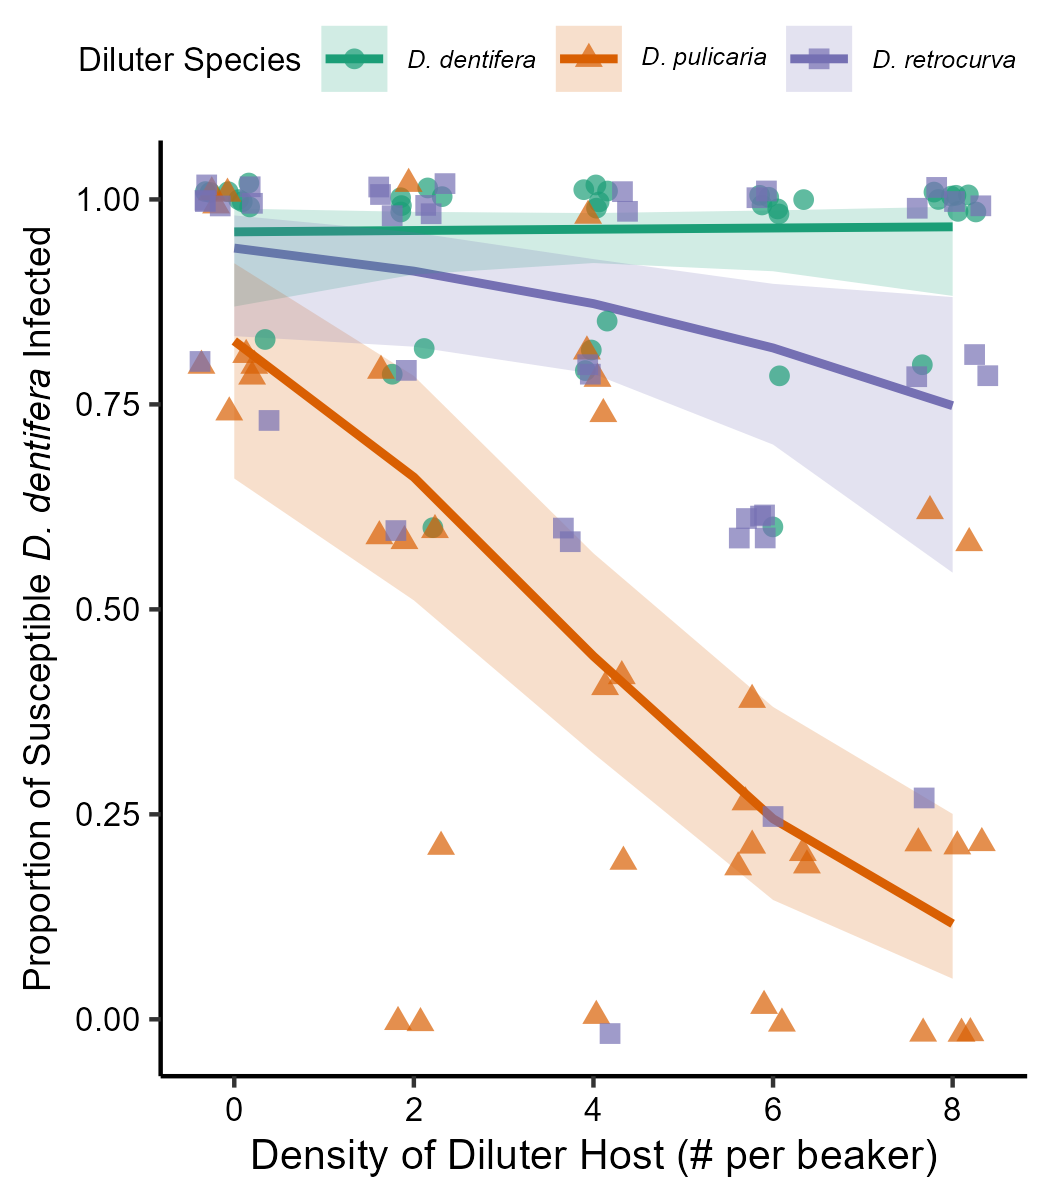 Diluter Species D. dentifera D. pulicaria D. retrocurva
Proportion of Susceptible D. dentifera Infected
1.00
0.75
0.50
0.25
0.00
0 2 4 6 8
Density of Diluter Host (# per beaker)